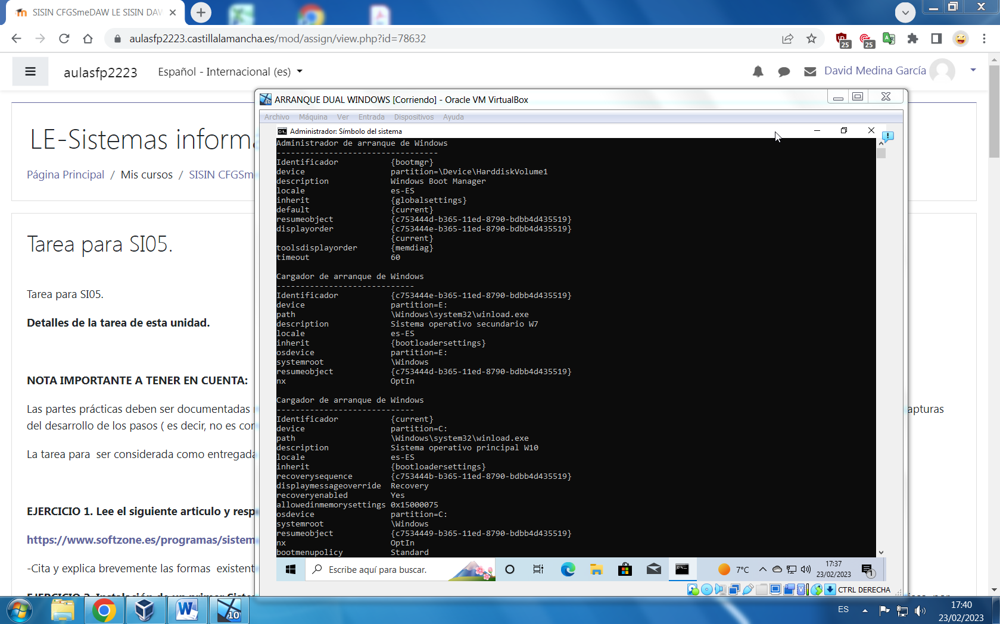 SISIN CFGSmeDAW LE SISIN DAW
aulasfp2223.castillalamancha.es/mod/assign/view.php?id=78632
25
25
aulasfp2223
Español - Internacional (es)
David Medina García
LE-Sistemas inform
Página Principal / Mis cursos / SISIN CFGSm
Tarea para SI05.
Tarea para SI05.
Detalles de la tarea de esta unidad.
NOTA IMPORTANTE A TENER EN CUENTA:
Las partes prácticas deben ser documentadas
apturas
del desarrollo de los pasos ( es decir, no es cor
La tarea para ser considerada como entregada
EJERCICIO 1. Lee el siguiente articulo y resp
https://www.softzone.es/programas/sistem
-Cita y explica brevemente las formas existent
EJERCICIO 2. Instalación de un primer Siste
ARRANQUE DUAL WINDOWS [Corriendo] - Oracle VM VirtualBox
Archivo Máquina Ver Entrada Dispositivos Ayuda
Administrador: Símbolo del sistema
Administrador de arranque de Windows
----------------------------------
Identificador {bootmgr}
device partition=\Device\HarddiskVolume1
description Windows Boot Manager
locale es-ES
inherit {globalsettings}
default {current}
resumeobject {c753444d-b365-11ed-8790-bdbb4d435519}
displayorder {c753444e-b365-11ed-8790-bdbb4d435519}
{current}
toolsdisplayorder {memdiag}
timeout 60
Cargador de arranque de Windows
-----------------------------
Identificador {c753444e-b365-11ed-8790-bdbb4d435519}
device partition=E:
path \Windows\system32\winload.exe
description Sistema operativo secundario W7
locale es-ES
inherit {bootloadersettings}
osdevice partition=E:
systemroot \Windows
resumeobject {c753444d-b365-11ed-8790-bdbb4d435519}
nx OptIn
Cargador de arranque de Windows
-----------------------------
Identificador {current}
device partition=C:
path \Windows\system32\winload.exe
description Sistema operativo principal W10
locale es-ES
inherit {bootloadersettings}
recoverysequence {c753444b-b365-11ed-8790-bdbb4d435519}
displaymessageoverride Recovery
recoveryenabled Yes
allowedinmemorysettings 0x15000075
osdevice partition=C:
systemroot \Windows
resumeobject {c7534449-b365-11ed-8790-bdbb4d435519}
nx OptIn
bootmenupolicy Standard
Escribe aquí para buscar.
7°C
17:37
23/02/2023
1
CTRL DERECHA
10
ES
17:40
23/02/2023